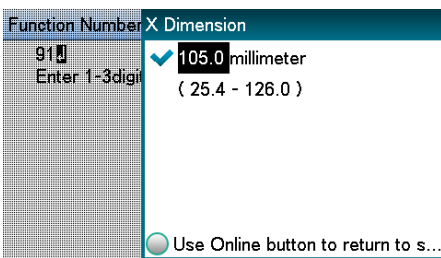 Function Number
91
Enter 1-3digi
X Dimension
105.0 millimeter
( 25.4 - 126.0 )
Use Online button to return to s...